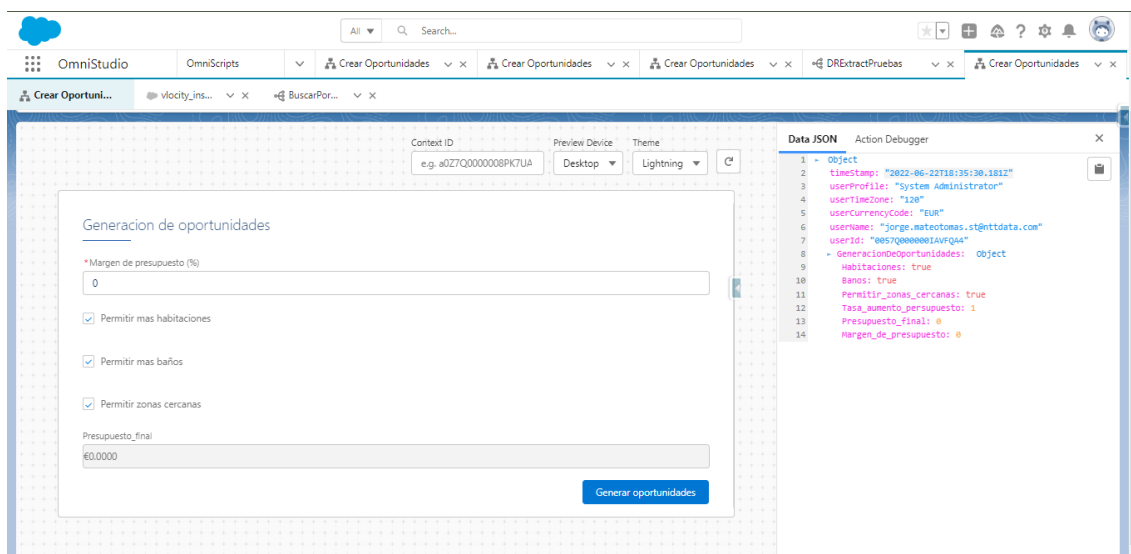 All
Search...
OmniStudio
OmniScripts
Crear Oportunidades
Crear Oportunidades
Crear Oportunidades
DRExtractPruebas
Crear Oportunidades
Crear Oportuni...
vlocity_ins...
BuscarPor...
Context ID
Preview Device
Theme
e.g. a0Z7Q0000008PK7UA
Desktop
Lightning
Generacion de oportunidades
*Margen de presupuesto (%)
0
Permitir mas habitaciones
Permitir mas baños
Permitir zonas cercanas
Presupuesto_final
€0.0000
Generar oportunidades
Data JSON Action Debugger
1 Object
2 timeStamp: "2022-06-22T18:35:30.181Z"
3 userProfile: "System Administrator"
4 userTimeZone: "120"
5 userCurrencyCode: "EUR"
6 userName: "jorge.mateotomas.st@nttdata.com"
7 userId: "0057Q000000IAVFQA4"
8 GeneracionDeOportunidades: Object
9 Habitaciones: true
10 Banos: true
11 Permitir_zonas_cercanas: true
12 Tasa_aumento_persupuesto: 1
13 Presupuesto_final: 0
14 Margen_de_presupuesto: 0